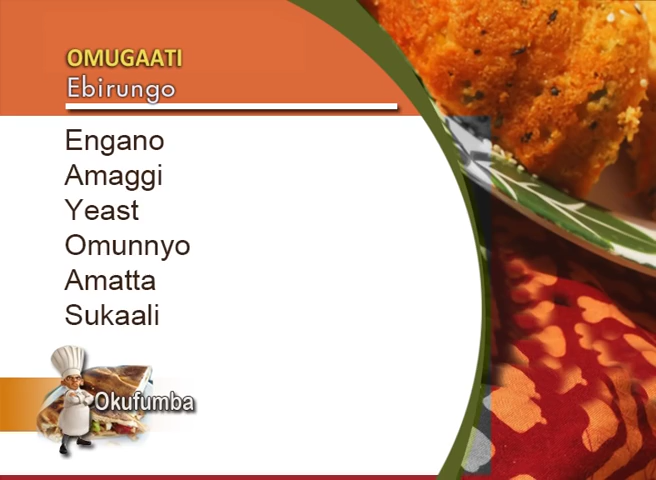 OMUGAATI
Ebirungo
Engano
Amaggi
Yeast
Omunnyo
Amatta
Sukaali
Okufumba